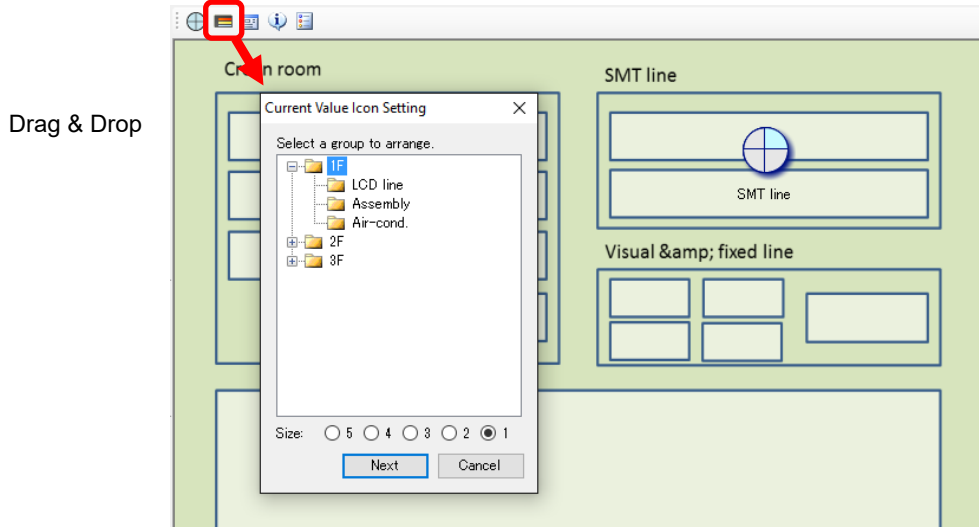 Drag & Drop
room
SMT line
Current Value Icon Setting
Select a group to arrange.
1F
LCD line
Assembly
Air-cond.
2F
3F
Size: 5 4 3 2 1
Next Cancel
SMT line
Visual &amp; fixed line